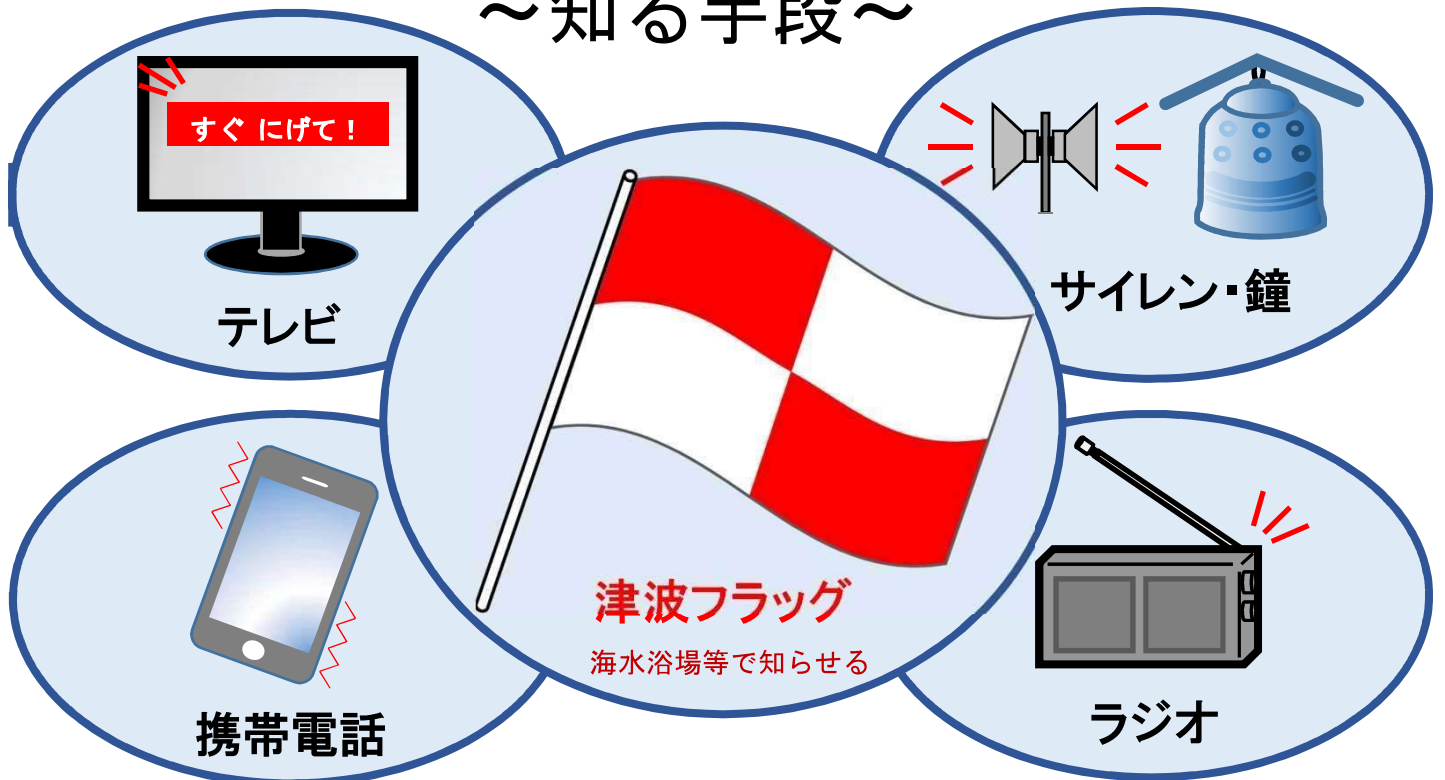 ～知る手段～
すぐ にげて！
テレビ
サイレン・鐘
津波フラッグ
海水浴場等で知らせる
携帯電話
ラジオ